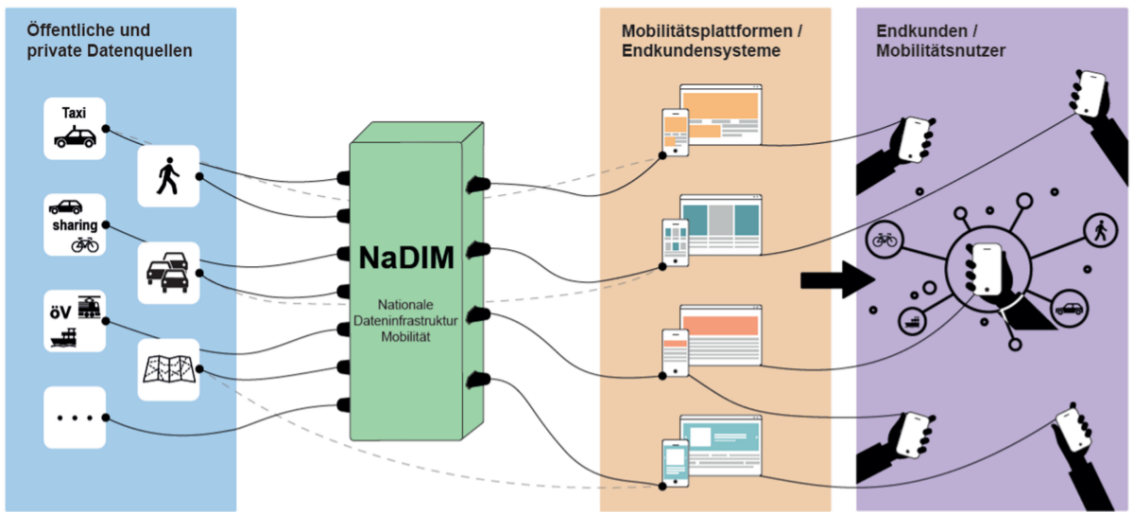 Öffentliche und
private Datenquellen
Taxi
sharing
öV
...
NaDIM
Nationale
Dateninfrastruktur
Mobilität
Mobilitätsplattformen /
Endkundensysteme
Endkunden /
Mobilitätsnutzer